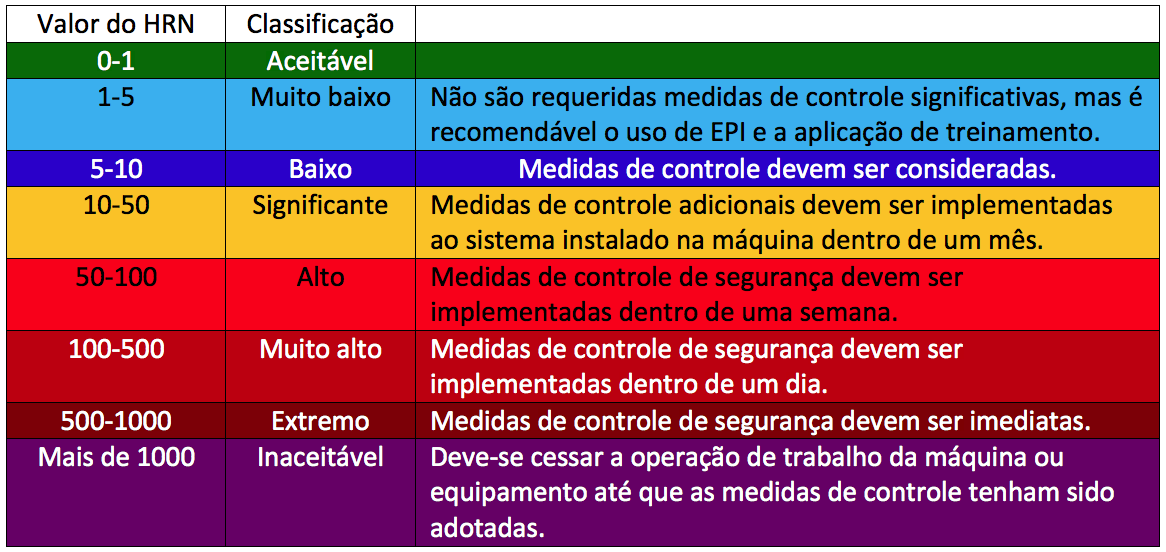 Valor do HRN Classificação
0-1 Aceitável
1-5 Muito baixo Não são requeridas medidas de controle significativas, mas é
recomendável o uso de EPI e a aplicação de treinamento.
5-10 Baixo Medidas de controle devem ser consideradas.
10-50 Significante Medidas de controle adicionais devem ser implementadas
ao sistema instalado na máquina dentro de um mês.
50-100 Alto Medidas de controle de segurança devem ser
implementadas dentro de uma semana.
100-500 Muito alto Medidas de controle de segurança devem ser
implementadas dentro de um dia.
500-1000 Extremo Medidas de controle de segurança devem ser imediatas.
Mais de 1000 Inaceitável Deve-se cessar a operação de trabalho da máquina ou
equipamento até que as medidas de controle tenham sido
adotadas.